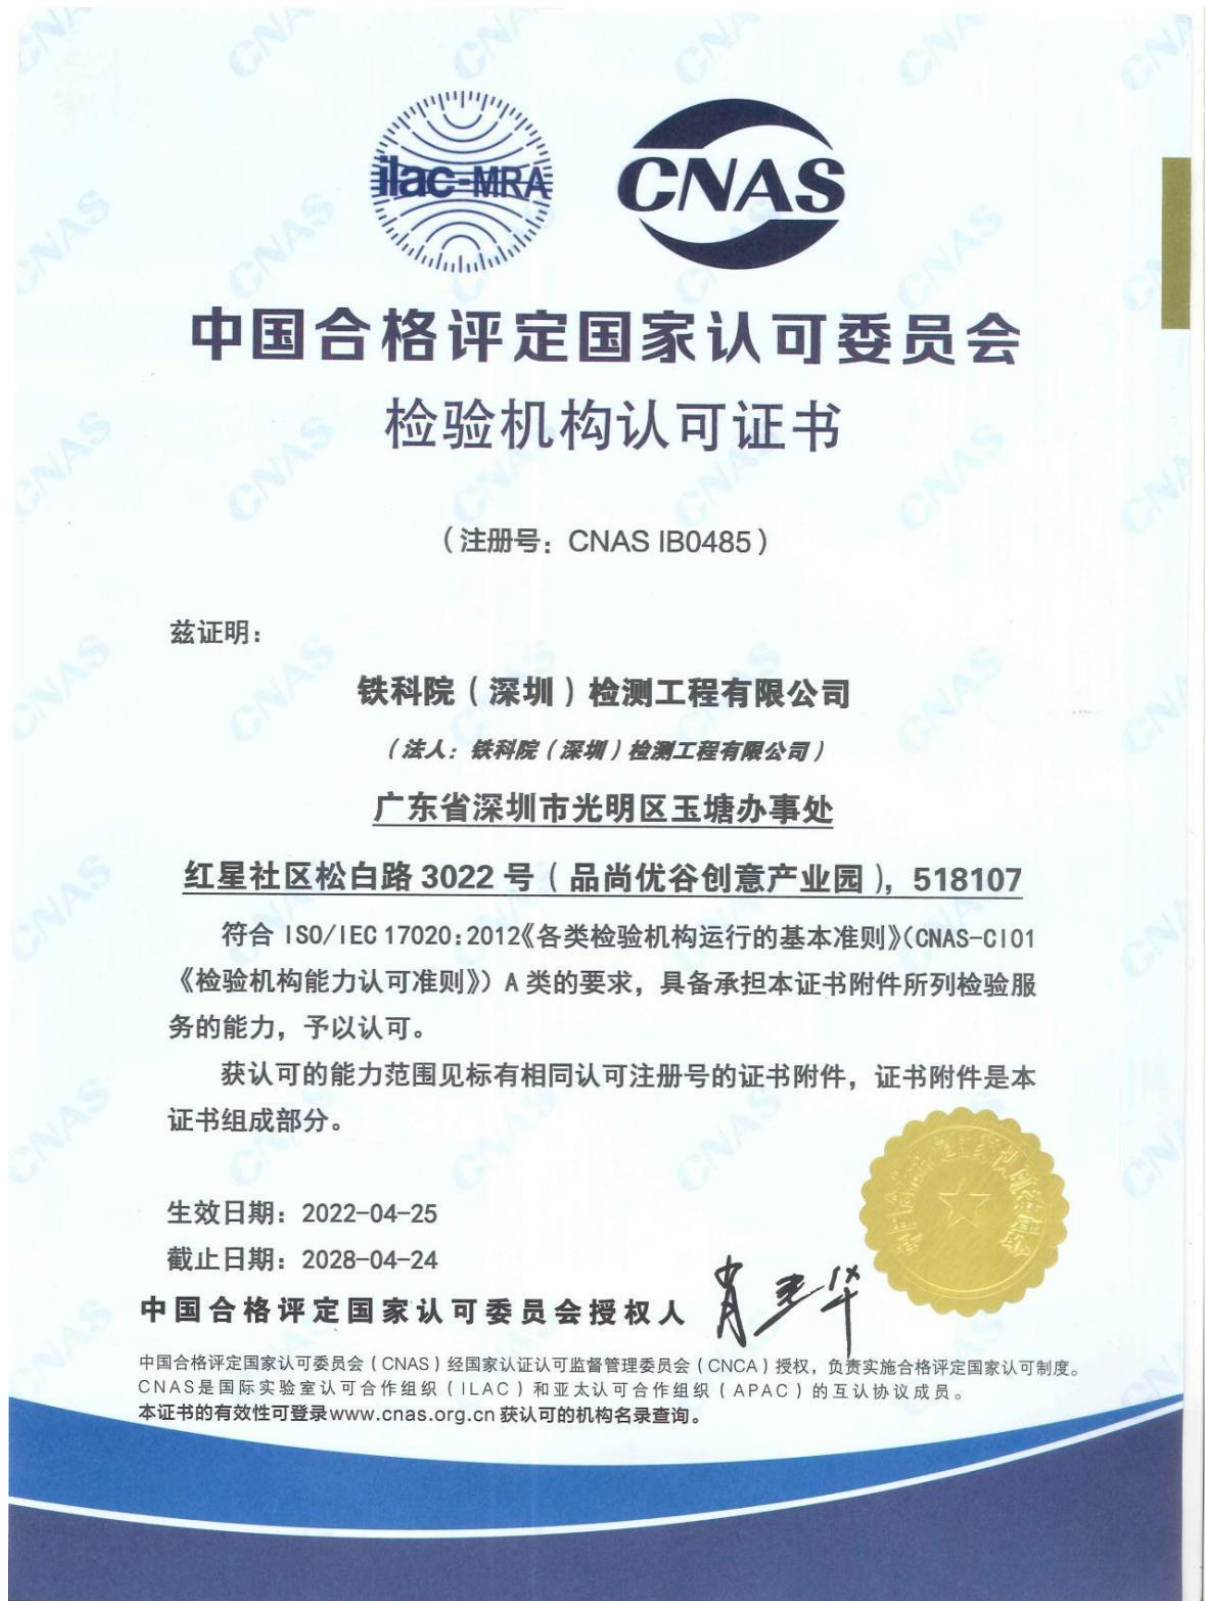 ilac-MRA
CNAS
中国合格评定国家认可委员会
检验机构认可证书
（注册号：CNAS IB0485）
兹证明：
铁科院（深圳）检测工程有限公司
（法人：铁科院（深圳）检测工程有限公司）
广东省深圳市光明区玉塘办事处
红星社区松白路 3022 号（品尚优谷创意产业园），518107
符合 ISO/IEC 17020:2012《各类检验机构运行的基本准则》(CNAS-CI01
《检验机构能力认可准则》) A 类的要求，具备承担本证书附件所列检验服
务的能力，予以认可。
获认可的能力范围见标有相同认可注册号的证书附件，证书附件是本
证书组成部分。
生效日期：2022-04-25
截止日期：2028-04-24
中国合格评定国家认可委员会授权人
中国合格评定国家认可委员会（CNAS）经国家认证认可监督管理委员会（CNCA）授权，负责实施合格评定国家认可制度。
CNAS是国际实验室认可合作组织（ILAC）和亚太认可合作组织（APAC）的互认协议成员。
本证书的有效性可登录www.cnas.org.cn 获认可的机构名录查询。